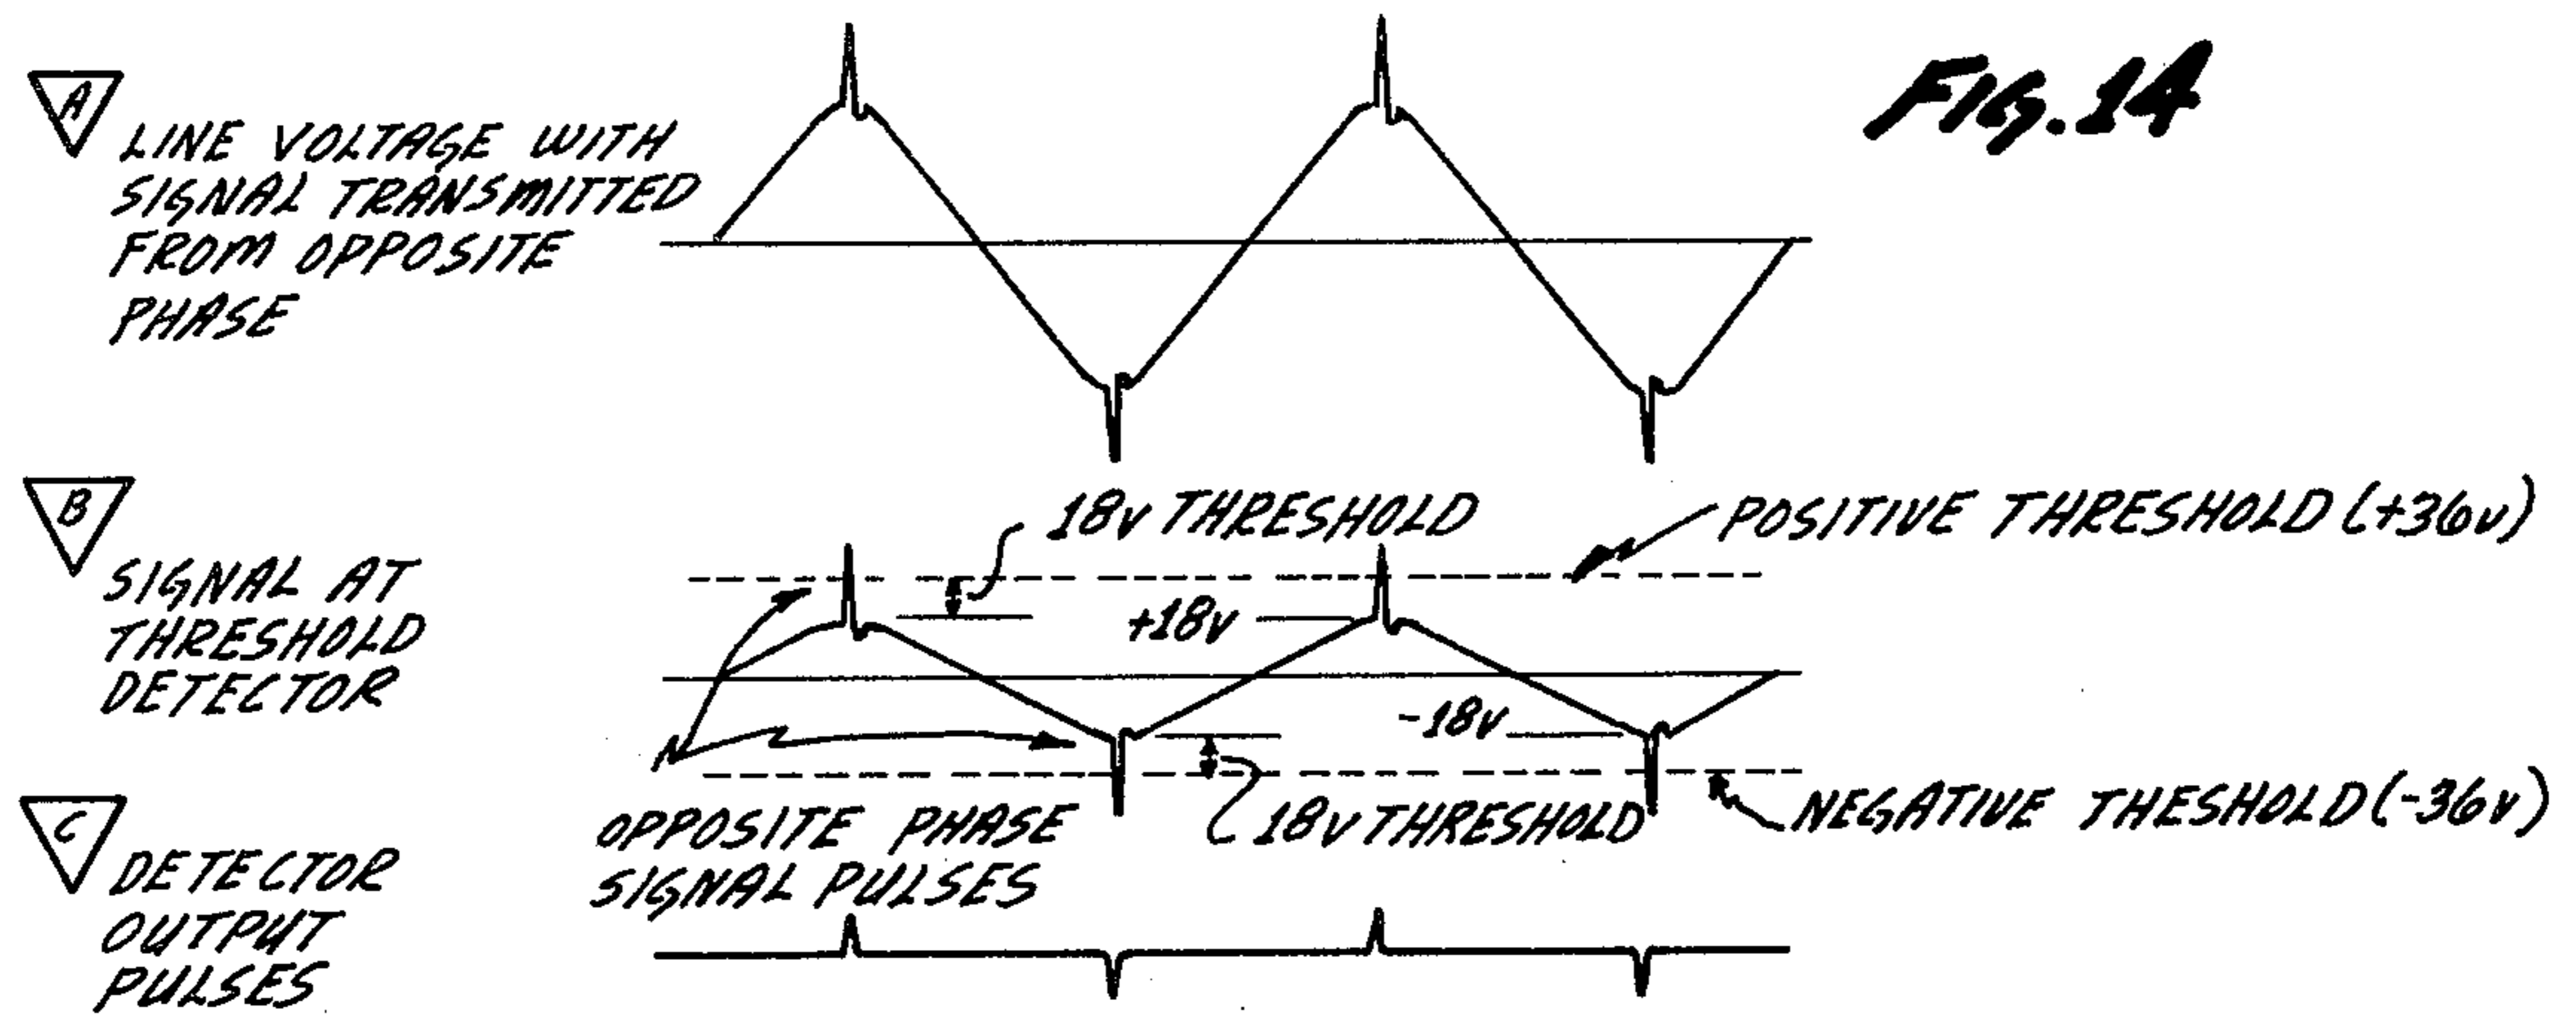 FIG.14
A
LINE VOLTAGE WITH
SIGNAL TRANSMITTED
FROM OPPOSITE
PHASE
B
SIGNAL AT
THRESHOLD
DETECTOR
18V THRESHOLD
POSITIVE THRESHOLD (+36V)
+18V
-18V
OPPOSITE PHASE
SIGNAL PULSES
18V THRESHOLD
NEGATIVE THESHOLD (-36V)
C
DETECTOR
OUTPUT
PULSES